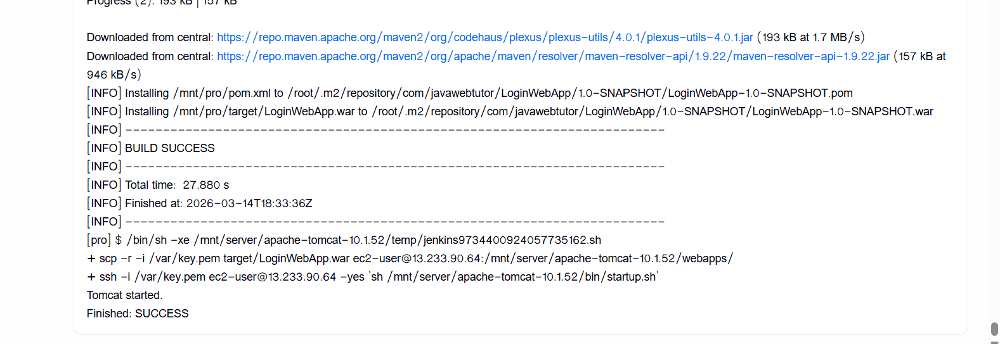 Progress (2): 193 kB | 157 kB
Downloaded from central: https://repo.maven.apache.org/maven2/org/codehaus/plexus/plexus-utils/4.0.1/plexus-utils-4.0.1.jar (193 kB at 1.7 MB/s)
Downloaded from central: https://repo.maven.apache.org/maven2/org/apache/maven/resolver/maven-resolver-api/1.9.22/maven-resolver-api-1.9.22.jar (157 kB at
946 kB/s)
[INFO] Installing /mnt/pro/pom.xml to /root/.m2/repository/com/javawebtutor/LoginWebApp/1.0-SNAPSHOT/LoginWebApp-1.0-SNAPSHOT.pom
[INFO] Installing /mnt/pro/target/LoginWebApp.war to /root/.m2/repository/com/javawebtutor/LoginWebApp/1.0-SNAPSHOT/LoginWebApp-1.0-SNAPSHOT.war
[INFO] ------------------------------------------------------------------------
[INFO] BUILD SUCCESS
[INFO] ------------------------------------------------------------------------
[INFO] Total time:  27.880 s
[INFO] Finished at: 2026-03-14T18:33:36Z
[INFO] ------------------------------------------------------------------------
[pro] $ /bin/sh -xe /mnt/server/apache-tomcat-10.1.52/temp/jenkins9734400924057735162.sh
+ scp -r -i /var/key.pem target/LoginWebApp.war ec2-user@13.233.90.64:/mnt/server/apache-tomcat-10.1.52/webapps/
+ ssh -i /var/key.pem ec2-user@13.233.90.64 -yes 'sh /mnt/server/apache-tomcat-10.1.52/bin/startup.sh'
Tomcat started.
Finished: SUCCESS